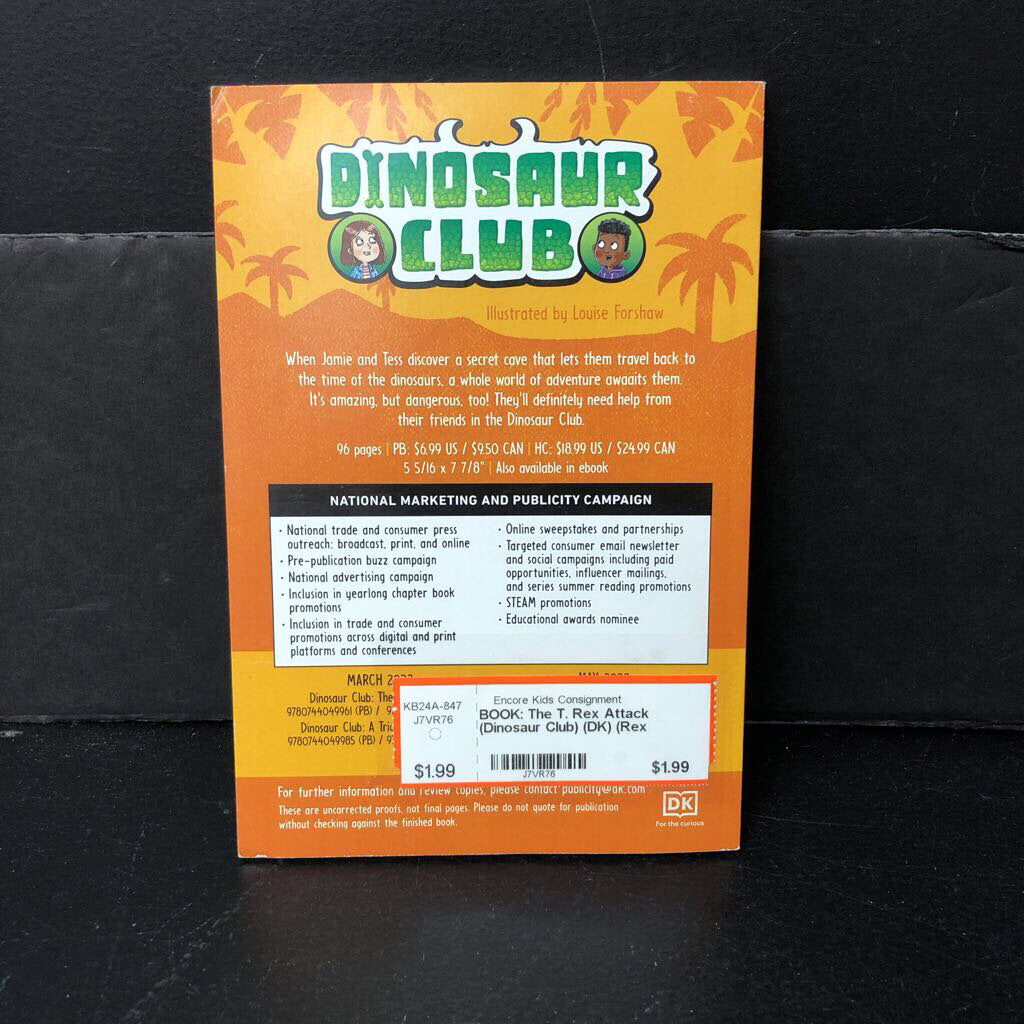 DINOSAUR
CLUB
Illustrated by Louise Forshaw
When Jamie and Tess discover a secret cave that lets them travel back to
the time of the dinosaurs, a whole world of adventure awaits them.
It's amazing, but dangerous, too! They'll definitely need help from
their friends in the Dinosaur Club.
96 pages | PB: $6.99 US / $9.50 CAN | HC: $18.99 US / $24.99 CAN
5 5/16 x 7 7/8" | Also available in ebook
NATIONAL MARKETING AND PUBLICITY CAMPAIGN
• National trade and consumer press
outreach: broadcast, print, and online
• Pre-publication buzz campaign
• National advertising campaign
• Inclusion in yearlong chapter book
promotions
• Inclusion in trade and consumer
promotions across digital and print
platforms and conferences
• Online sweepstakes and partnerships
• Targeted consumer email newsletter
and social campaigns including paid
opportunities, influencer mailings,
and series summer reading promotions
• STEAM promotions
• Educational awards nominee
MARCH
Dinosaur Club: The
9780744049961 (PB) /
Dinosaur Club: A
9780744049985 (PB) /
KB24A-847
J7VR76
$1.99
Encore Kids Consignment
BOOK: The T. Rex Attack
(Dinosaur Club) (DK) (Rex
J7VR76
$1.99
For further information and review copies, please contact publicity@dk.com
These are uncorrected proofs, not final pages. Please do not quote for publication
without checking against the finished book.
DK
For the curious